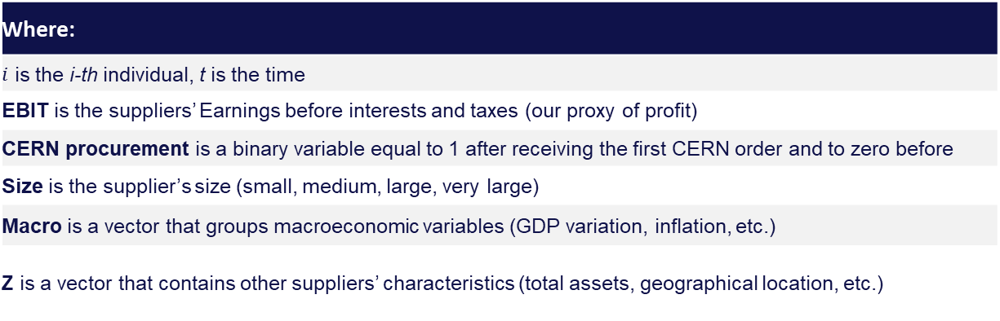 Where:
i is the i-th individual, t is the time
EBIT is the suppliers’ Earnings before interests and taxes (our proxy of profit)
CERN procurement is a binary variable equal to 1 after receiving the first CERN order and to zero before
Size is the supplier’s size (small, medium, large, very large)
Macro is a vector that groups macroeconomic variables (GDP variation, inflation, etc.)
Z is a vector that contains other suppliers’ characteristics (total assets, geographical location, etc.)